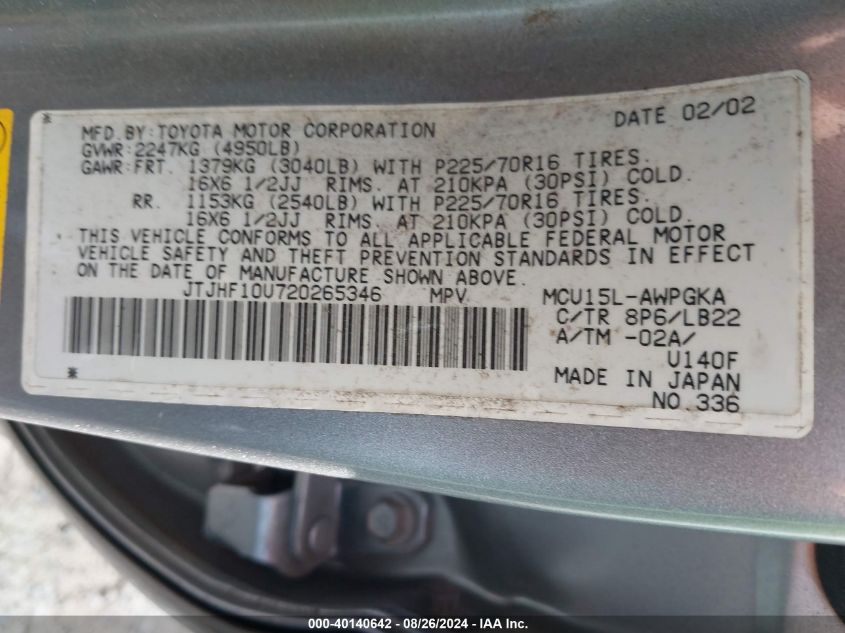 DATE 02/02
MFD.BY:TOYOTA MOTOR CORPORATION
GVWR:2247KG (4950LB)
GAWR:FRT. 1379KG (3040LB) WITH P225/70R16 TIRES.
16X6 1/2JJ RIMS. AT 210KPA (30PSI) COLD.
RR. 1153KG (2540LB) WITH P225/70R16 TIRES.
16X6 1/2JJ RIMS. AT 210KPA (30PSI) COLD.
THIS VEHICLE CONFORMS TO ALL APPLICABLE FEDERAL MOTOR
VEHICLE SAFETY AND THEFT PREVENTION STANDARDS IN EFFECT
ON THE DATE OF MANUFACTURE SHOWN ABOVE.
JTJHF10U720265346 MPV MCU15L-AWPGKA
* C/TR 8P6/LB22
A/TM -02A/
U140F
* MADE IN JAPAN
NO.336
000-40140642 - 08/26/2024 - IAA Inc.